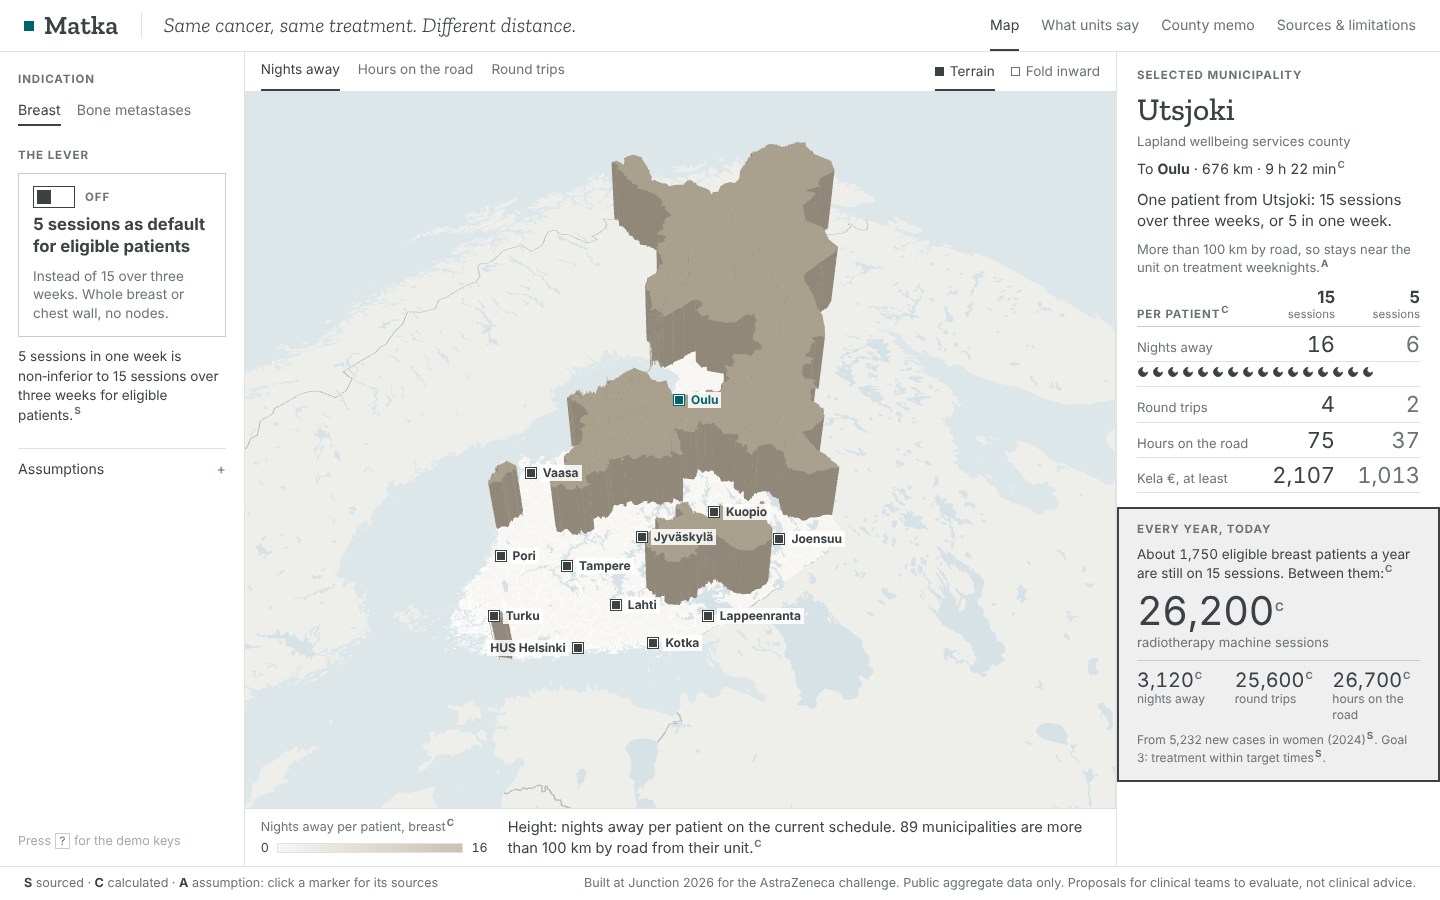 Matka
Same cancer, same treatment. Different distance.
Map
What units say
County memo
Sources & limitations
INDICATION
Breast
Bone metastases
THE LEVER
OFF
5 sessions as default
for eligible patients
Instead of 15 over three
weeks. Whole breast or
chest wall, no nodes.
5 sessions in one week is
non-inferior to 15 sessions over
three weeks for eligible
patients.S
Assumptions +
Press ? for the demo keys
Nights away
Hours on the road
Round trips
Terrain
Fold inward
Oulu
Vaasa
Kuopio
Jyväskylä
Joensuu
Pori
Tampere
Lahti
Turku
Lappeenranta
HUS Helsinki
Kotka
Nights away per patient, breastC
0 16
Height: nights away per patient on the current schedule. 89 municipalities are more
than 100 km by road from their unit.C
SELECTED MUNICIPALITY
Utsjoki
Lapland wellbeing services county
To Oulu · 676 km · 9 h 22 minC
One patient from Utsjoki: 15 sessions
over three weeks, or 5 in one week.
More than 100 km by road, so stays near the
unit on treatment weeknights.A
15 5
PER PATIENTC sessions sessions
Nights away 16 6
Round trips 4 2
Hours on the road 75 37
Kela €, at least 2,107 1,013
EVERY YEAR, TODAY
About 1,750 eligible breast patients a year
are still on 15 sessions. Between them:C
26,200C
radiotherapy machine sessions
3,120C 25,600C 26,700C
nights away round trips hours on the
road
From 5,232 new cases in women (2024)S. Goal
3: treatment within target timesS.
S sourced · C calculated · A assumption: click a marker for its sources
Built at Junction 2026 for the AstraZeneca challenge. Public aggregate data only. Proposals for clinical teams to evaluate, not clinical advice.